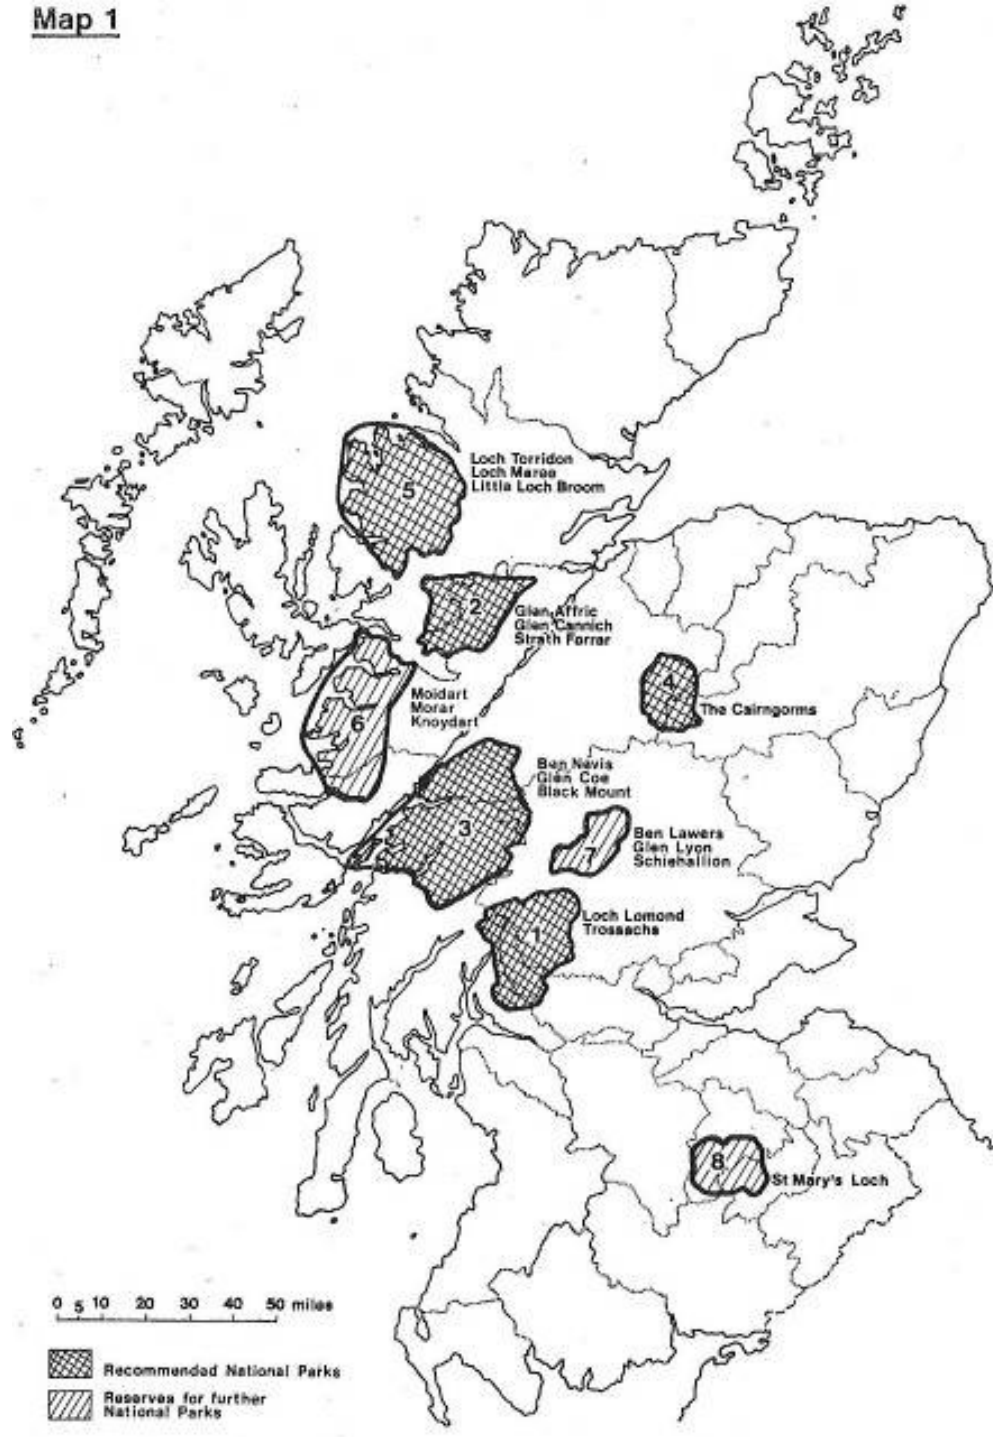 Map 1
5
Loch Torridon
Loch Maree
Little Loch Broom
2
Glen Affric
Glen Cannich
Strath Farrar
4
The Cairngorms
6
Moidart
Morar
Knoydart
3
Ben Nevis
Glen Coe
Black Mount
7
Ben Lawers
Glen Lyon
Schiehallion
1
Loch Lomond
Trossachs
8
St Mary's Loch
0 5 10 20 30 40 50 miles
Recommended National Parks
Reserves for further
National Parks